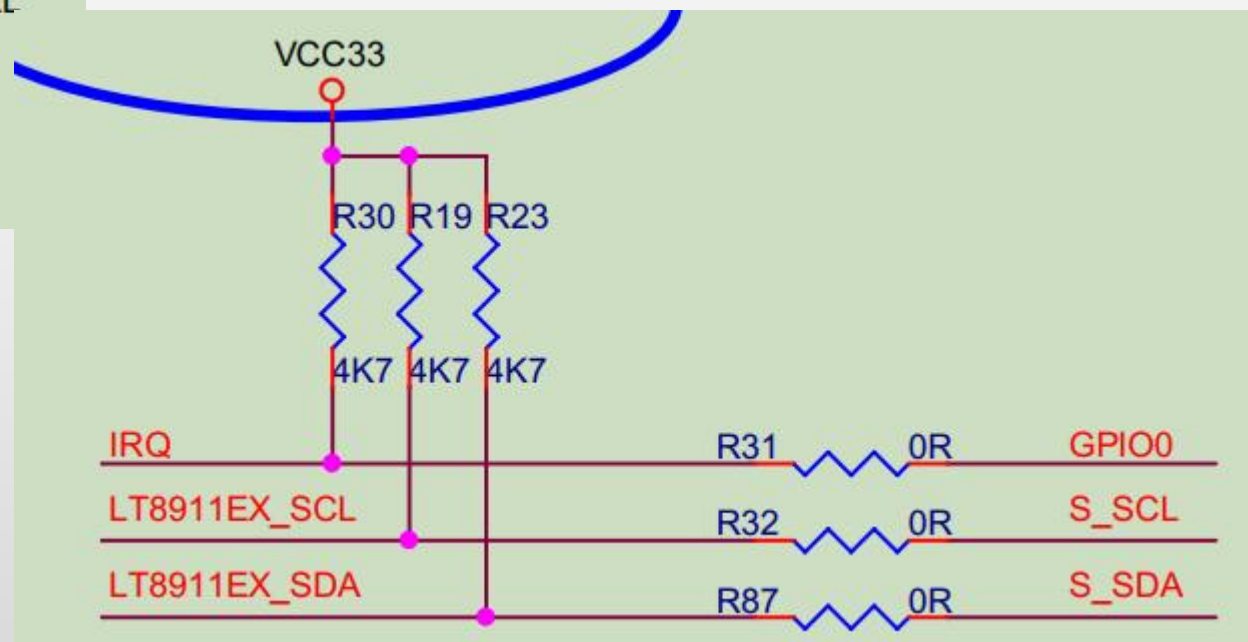 VCC33
R30 R19 R23
4K7 4K7 4K7
IRQ R31 0R GPIO0
LT8911EX_SCL R32 0R S_SCL
LT8911EX_SDA R87 0R S_SDA